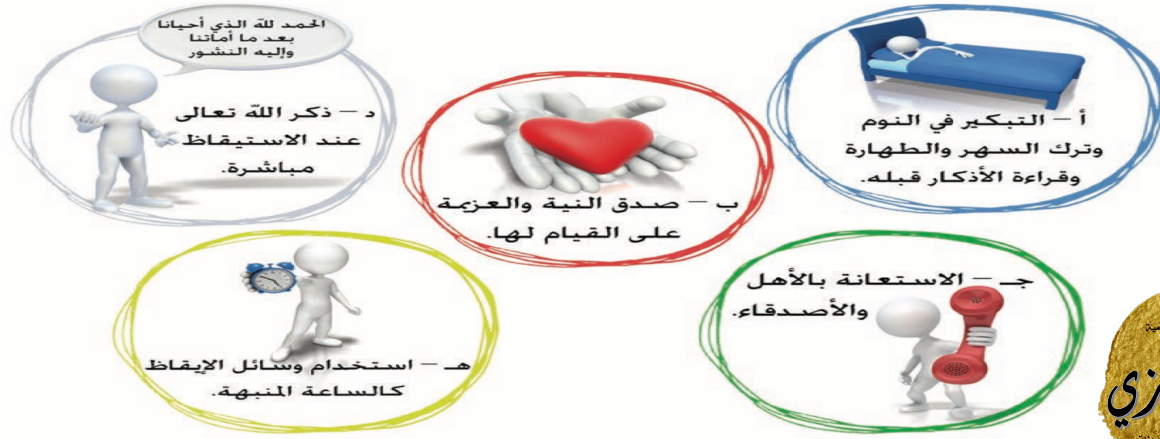 أ – التبكير في النوم
وترك السهر والطهارة
وقراءة الأذكار قبله.
ب – صدق النية والعزيمة
على القيام لها.
جـ – الاستعانة بالأهل
والأصدقاء.
الحمد لله الذي أحيانا
بعد ما أماتنا
وإليه النشور
د – ذكر الله تعالى
عند الاستيقاظ
مباشرة.
هـ – استخدام وسائل الإيقاظ
كالساعة المنبهة.